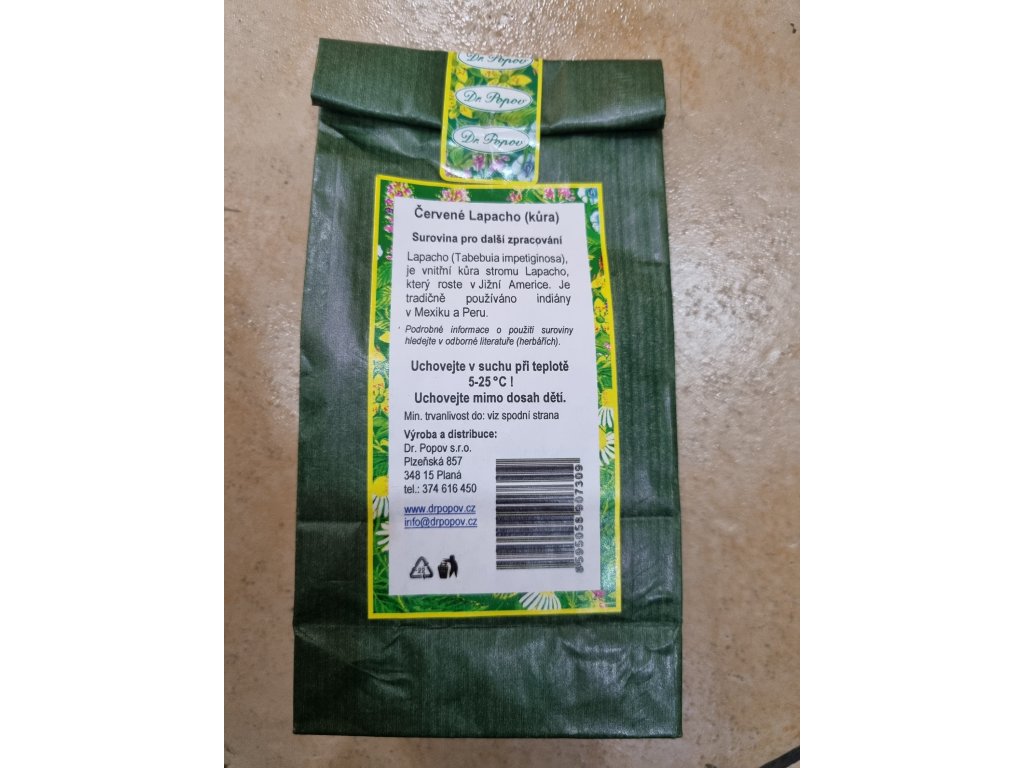 Dr. Popov
Dr. Popov
Dr. Popov
Červené Lapacho (kůra)
Surovina pro další zpracování
Lapacho (Tabebuia impetiginosa),
je vnitřní kůra stromu Lapacho,
který roste v Jižní Americe. Je
tradičně používáno indiány
v Mexiku a Peru.
Podrobné informace o použití suroviny
hledejte v odborné literatuře (herbářích).
Uchovejte v suchu při teplotě
5-25 °C !
Uchovejte mimo dosah dětí.
Min. trvanlivost do: viz spodní strana
Výroba a distribuce:
Dr. Popov s.r.o.
Plzeňská 857
348 15 Planá
tel.: 374 616 450
www.drpopov.cz
info@drpopov.cz
8595058907309
22